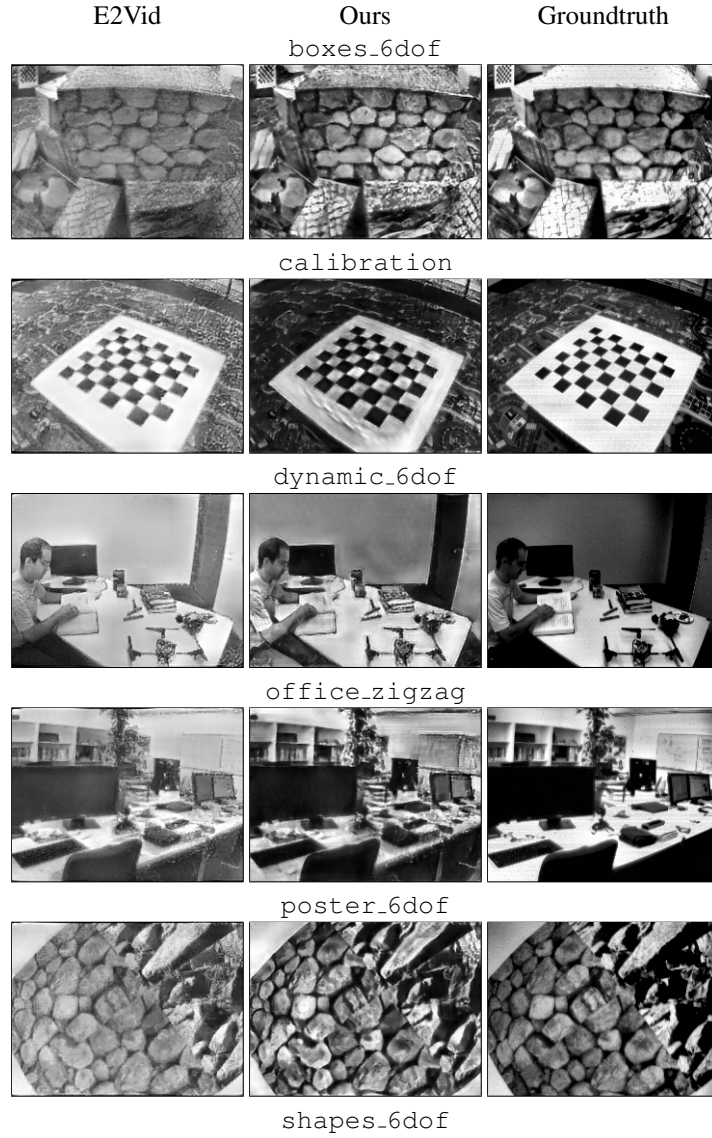 E2Vid Ours Groundtruth
boxes_6dof
calibration
dynamic_6dof
office_zigzag
poster_6dof
shapes_6dof